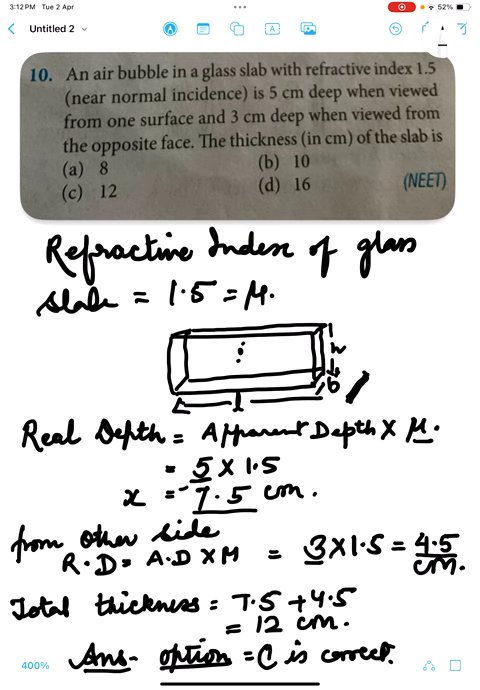 3:12 PM Tue 2 Apr
52%
Untitled 2
10. An air bubble in a glass slab with refractive index 1.5
(near normal incidence) is 5 cm deep when viewed
from one surface and 3 cm deep when viewed from
the opposite face. The thickness (in cm) of the slab is
(a) 8 (b) 10
(c) 12 (d) 16 (NEET)
Refractive Index of glass
slab = 1.5 = μ.
h
b
l
Real Depth = Apparent Depth X μ.
= 5 X 1.5
x = 7.5 cm.
from other side
R.D = A.D X M = 3 X 1.5 = 4.5
cm.
Total thickness = 7.5 + 4.5
= 12 cm.
Ans- option = C is correct.
400%